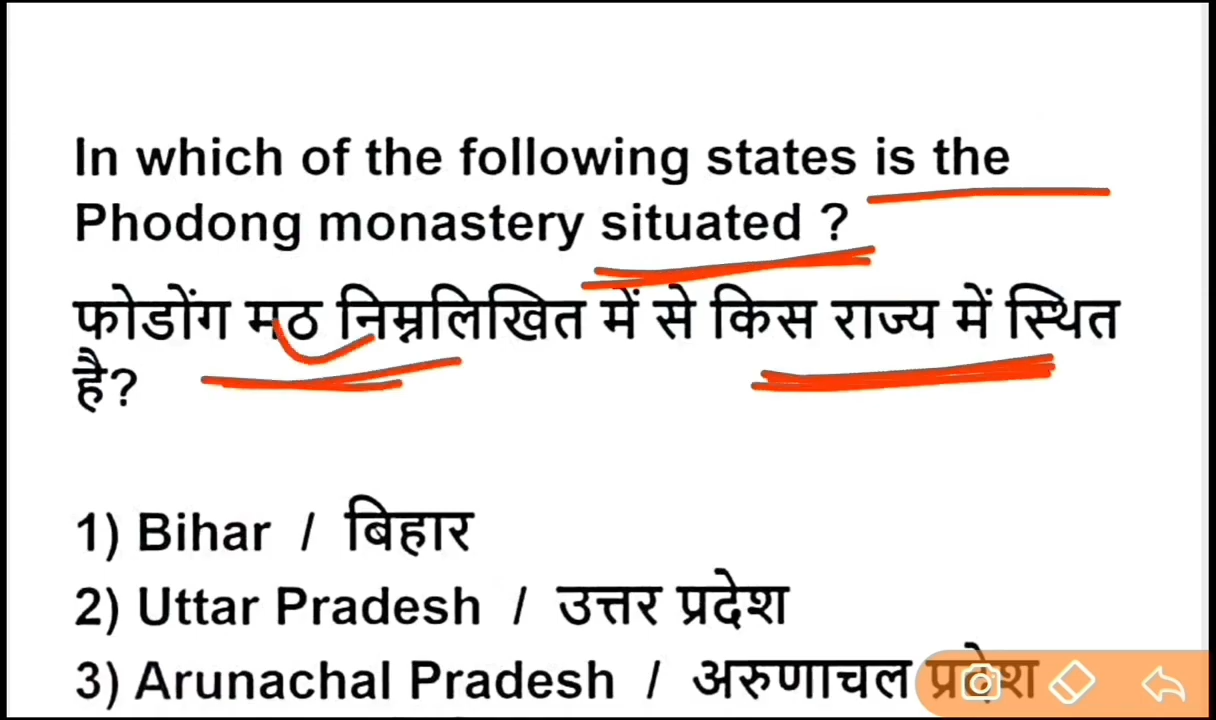 In which of the following states is the
Phodong monastery situated ?
फोडोंग मठ निम्नलिखित में से किस राज्य में स्थित
है?
1) Bihar / बिहार
2) Uttar Pradesh / उत्तर प्रदेश
3) Arunachal Pradesh / अरुणाचल प्रदेश